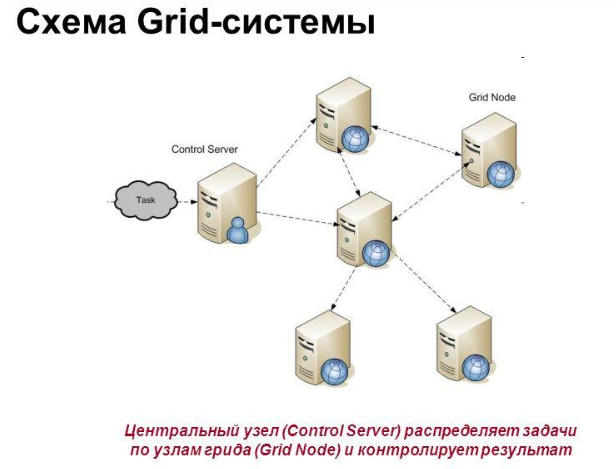 Схема Grid-системы
Grid Node
Control Server
Task
Центральный узел (Control Server) распределяет задачи
по узлам грида (Grid Node) и контролирует результат